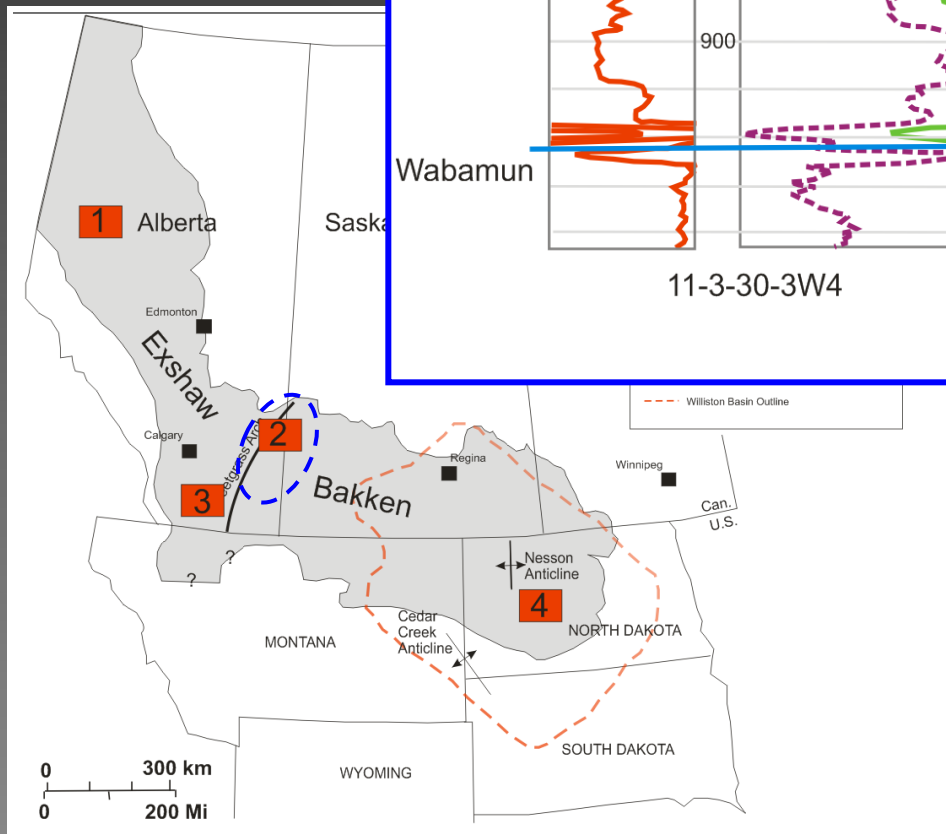 900
Wabamun
11-3-30-3W4
1
Alberta
Saska
Edmonton
Exshaw
Williston Basin Outline
Calgary
2
eetgrass Arc
3
Bakken
Regina
Winnipeg
Can.
U.S.
?
?
Nesson
Anticline
4
Cedar
Creek
Anticline
NORTH DAKOTA
MONTANA
SOUTH DAKOTA
WYOMING
0
300 km
0
200 Mi